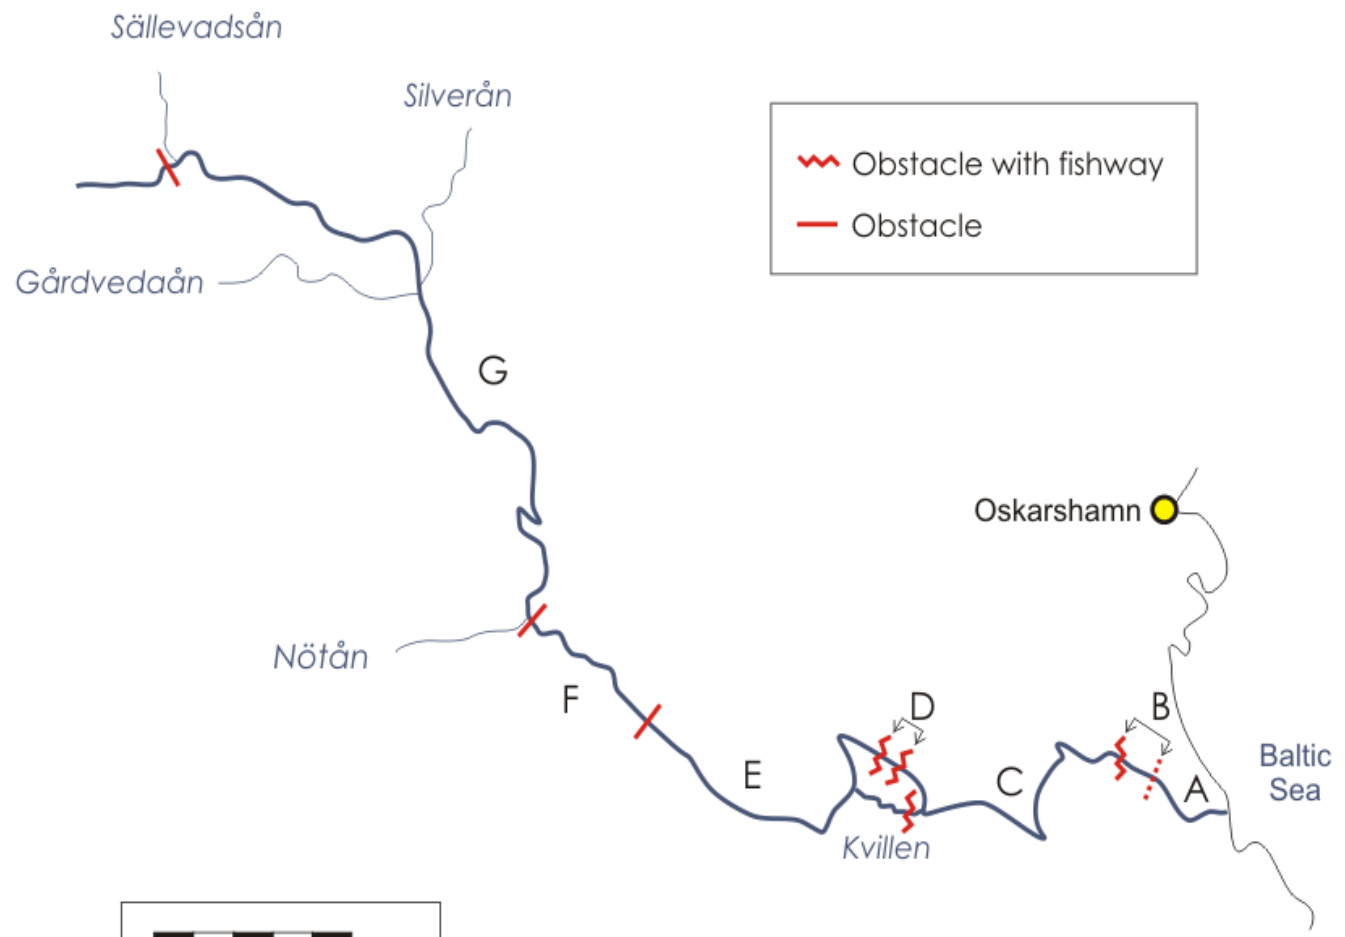 Sällevadsån
Silverån
Obstacle with fishway
Obstacle
Gårdvedaån
G
Oskarshamn
Nötån
F
D
B
E
C
A
Baltic
Sea
Kvillen